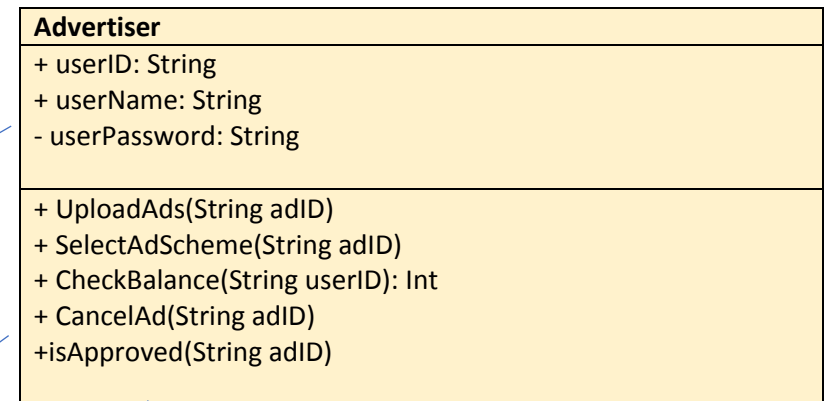 Advertiser
+ userID: String
+ userName: String
- userPassword: String
+ UploadAds(String adID)
+ SelectAdScheme(String adID)
+ CheckBalance(String userID): Int
+ CancelAd(String adID)
+isApproved(String adID)